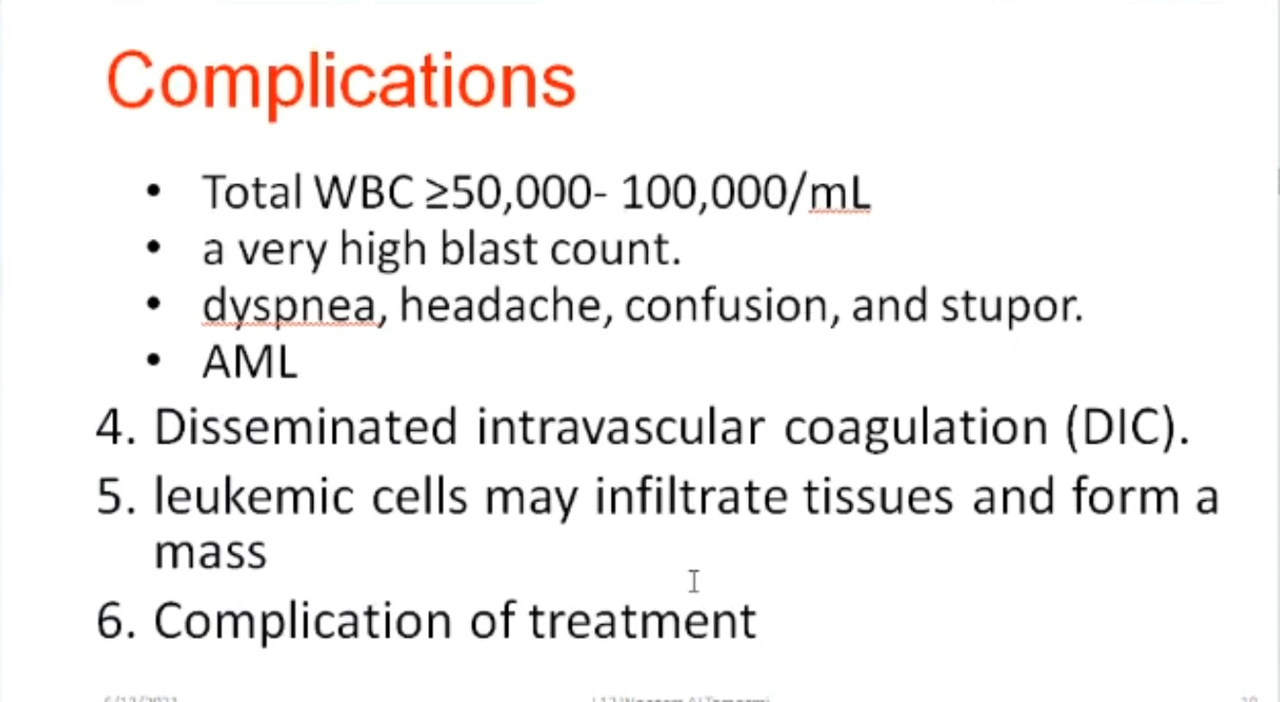 Complications
• Total WBC ≥50,000- 100,000/mL
• a very high blast count.
• dyspnea, headache, confusion, and stupor.
• AML
4. Disseminated intravascular coagulation (DIC).
5. leukemic cells may infiltrate tissues and form a
mass
6. Complication of treatment